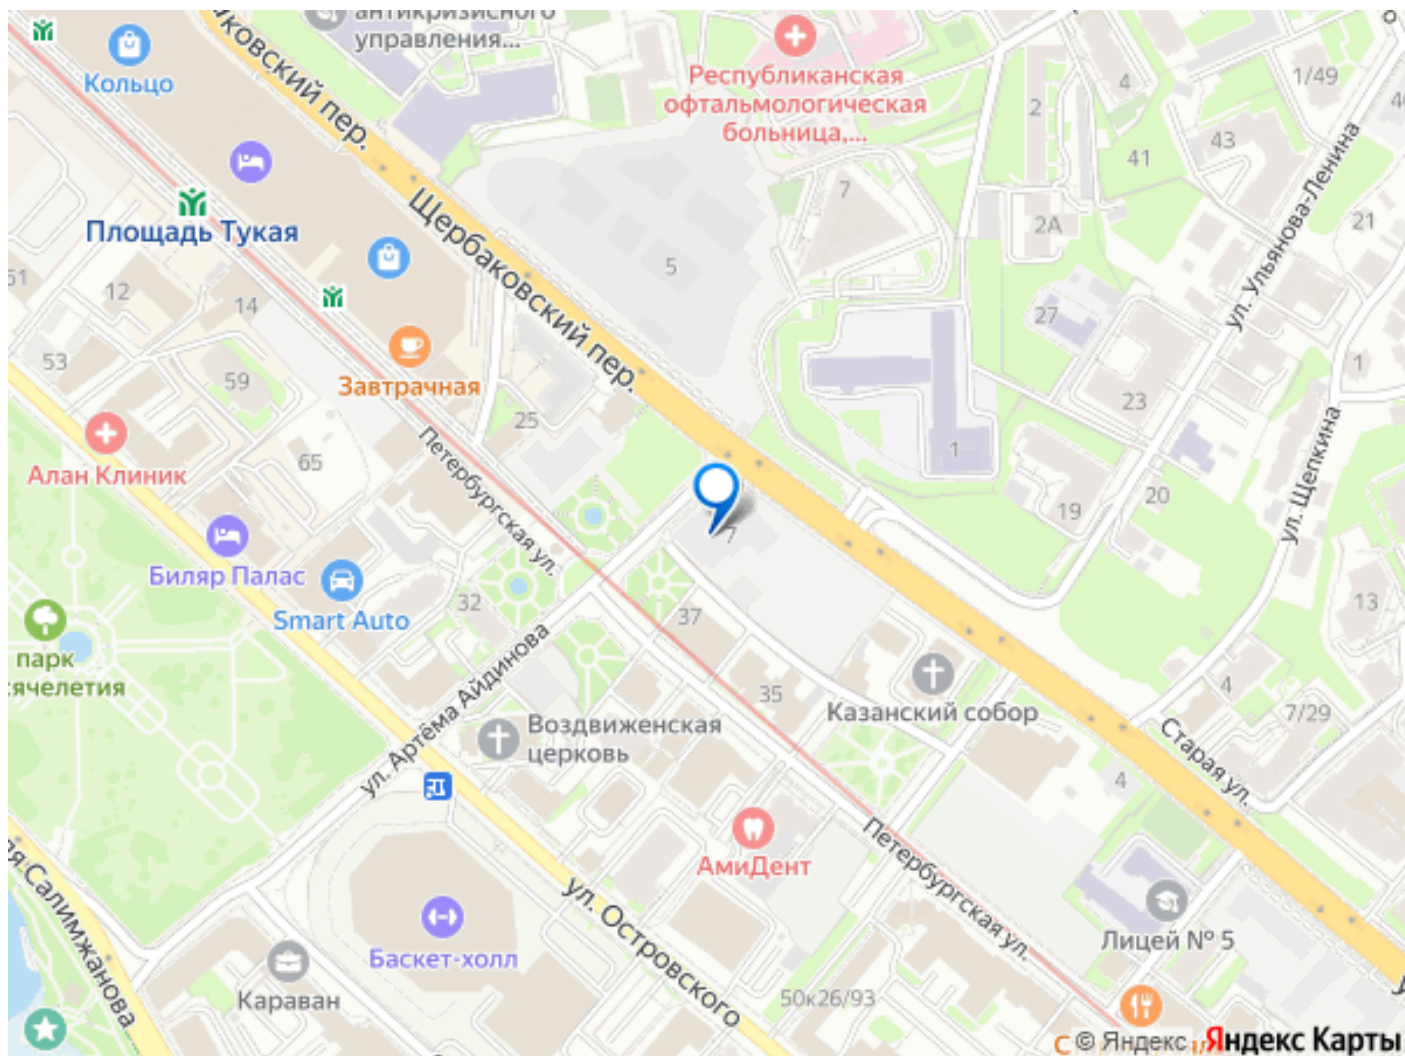 антикризисного
управления...
Кольцо
аковский пер.
Республиканская
офтальмологическая
больница,...
4
1/49
2
43
41
7
Площадь Тукая
Щербаковский пер.
2А
21
ул. Ульянова-Ленина
5
12
14
27
53
59
Завтрачная
1
23
25
Алан Клиник
65
Петербургская ул.
1
ул. Щепкина
20
19
7
Биляр Палас
Smart Auto
32
37
13
парк
сячелетия
ул. Артёма Айдинова
35
4
Воздвиженская
церковь
Казанский собор
7/29
Старая ул.
4
АмиДент
Петербургская ул.
ул. Островского
я Салимжанова
Баскет-холл
Лицей № 5
Караван
50к26/93
© Яндекс Яндекс Карты